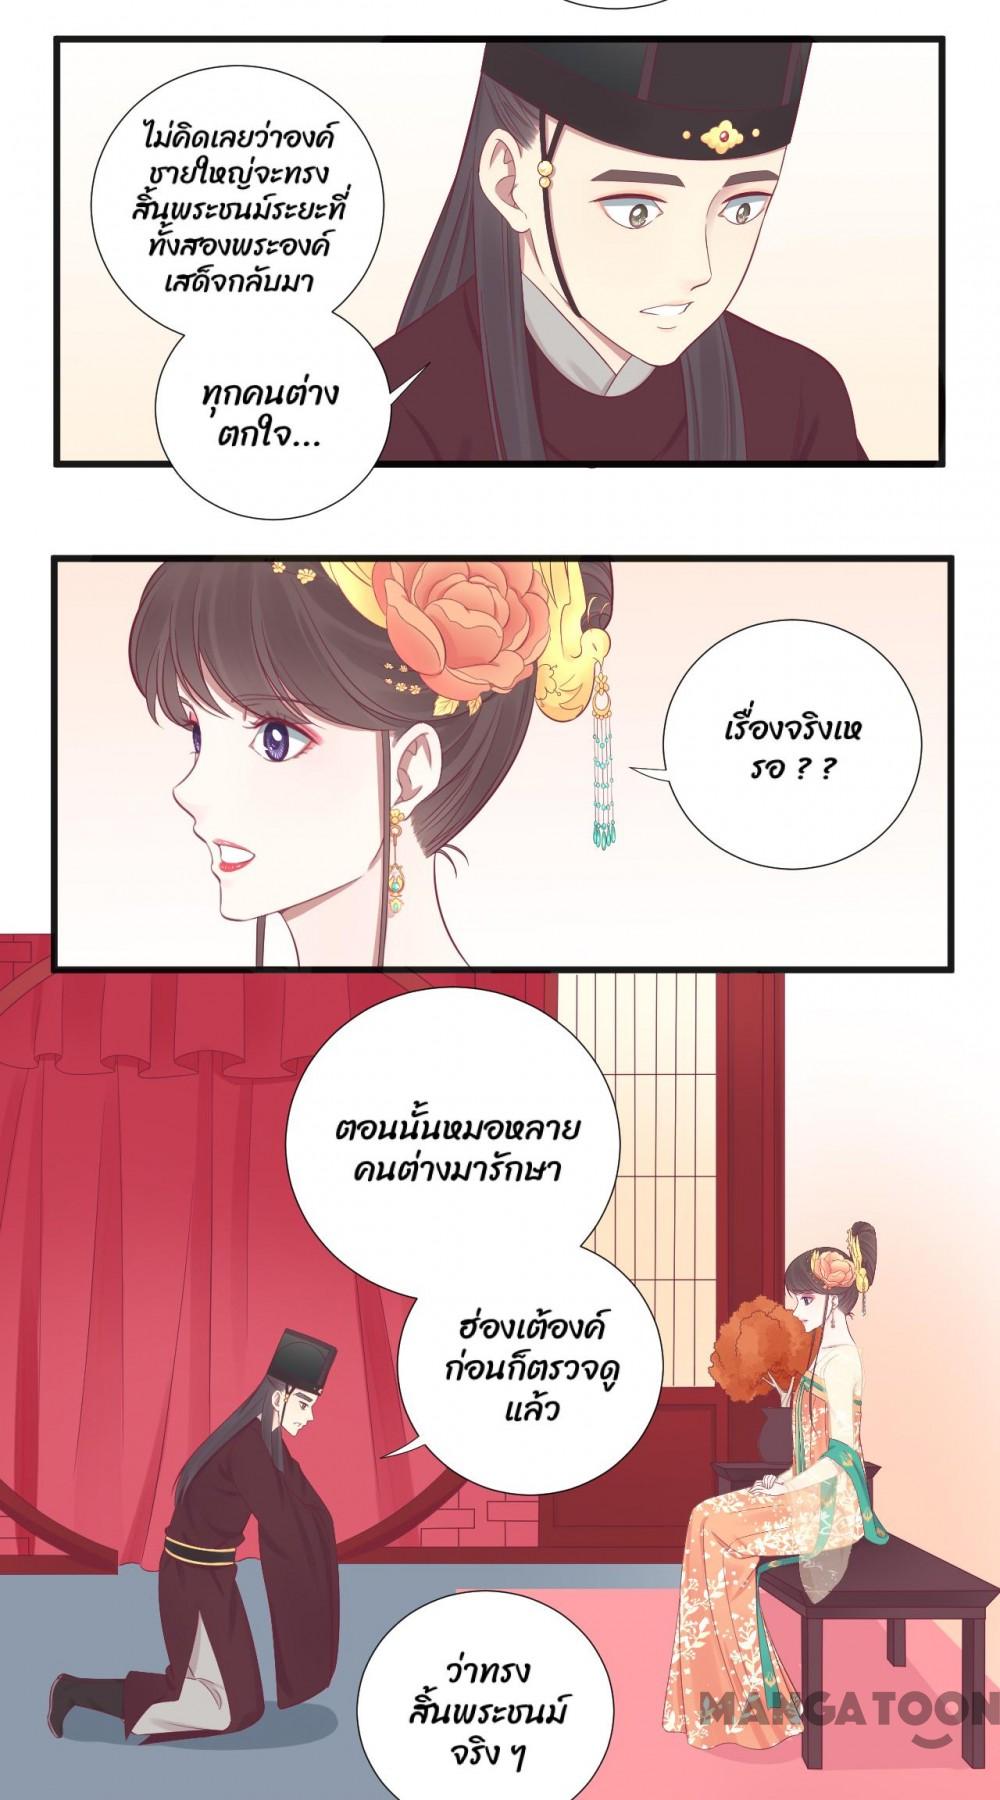 ไม่คิดเลยว่าองค์
ชายใหญ่จะทรง
สิ้นพระชนม์ระยะที่
ทั้งสองพระองค์
เสด็จกลับมา
ทุกคนต่าง
ตกใจ...
เรื่องจริงเห
รอ ? ?
ตอนนั้นหมอหลาย
คนต่างมารักษา
ฮ่องเต้องค์
ก่อนก็ตรวจดู
แล้ว
ว่าทรง
สิ้นพระชนม์
จริง ๆ
MANGATOON